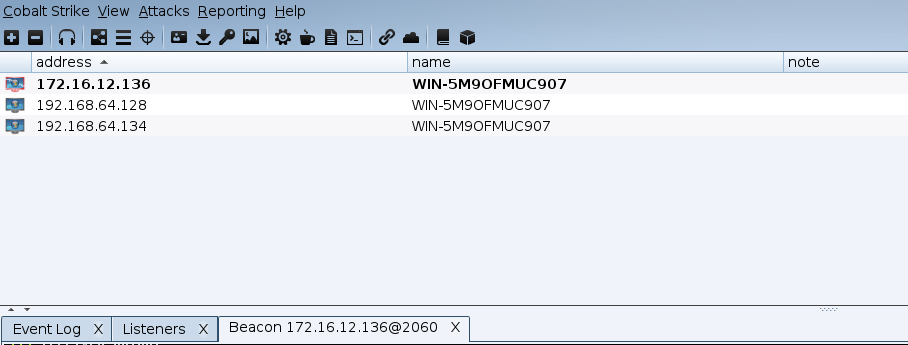 Cobalt Strike View Attacks Reporting Help
address name note
172.16.12.136 WIN-5M9OFMUC907
192.168.64.128 WIN-5M9OFMUC907
192.168.64.134 WIN-5M9OFMUC907
Event Log X Listeners X Beacon 172.16.12.136@2060 X